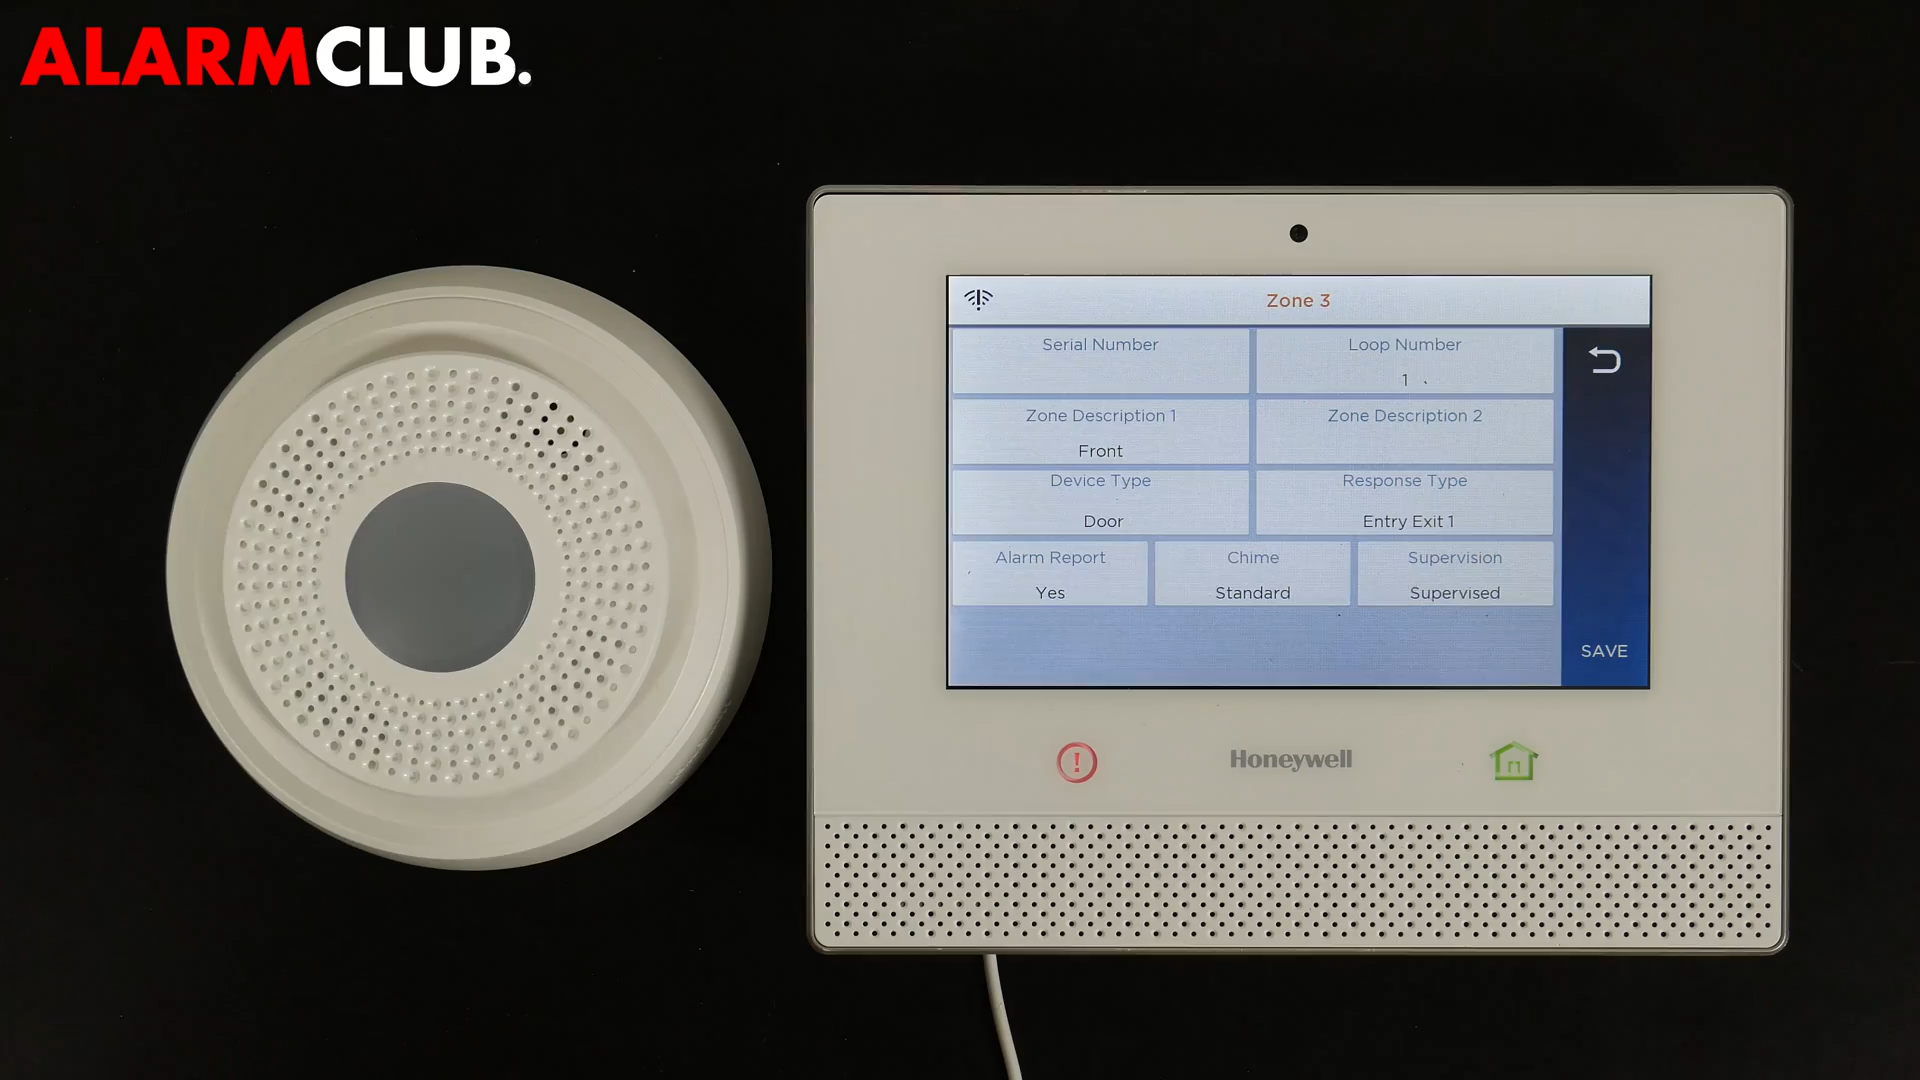 ALARMCLUB.
Zone 3
Serial Number
Loop Number
1
Zone Description 1
Zone Description 2
Front
Device Type
Response Type
Door
Entry Exit 1
Alarm Report
Chime
Supervision
Yes
Standard
Supervised
SAVE
Honeywell